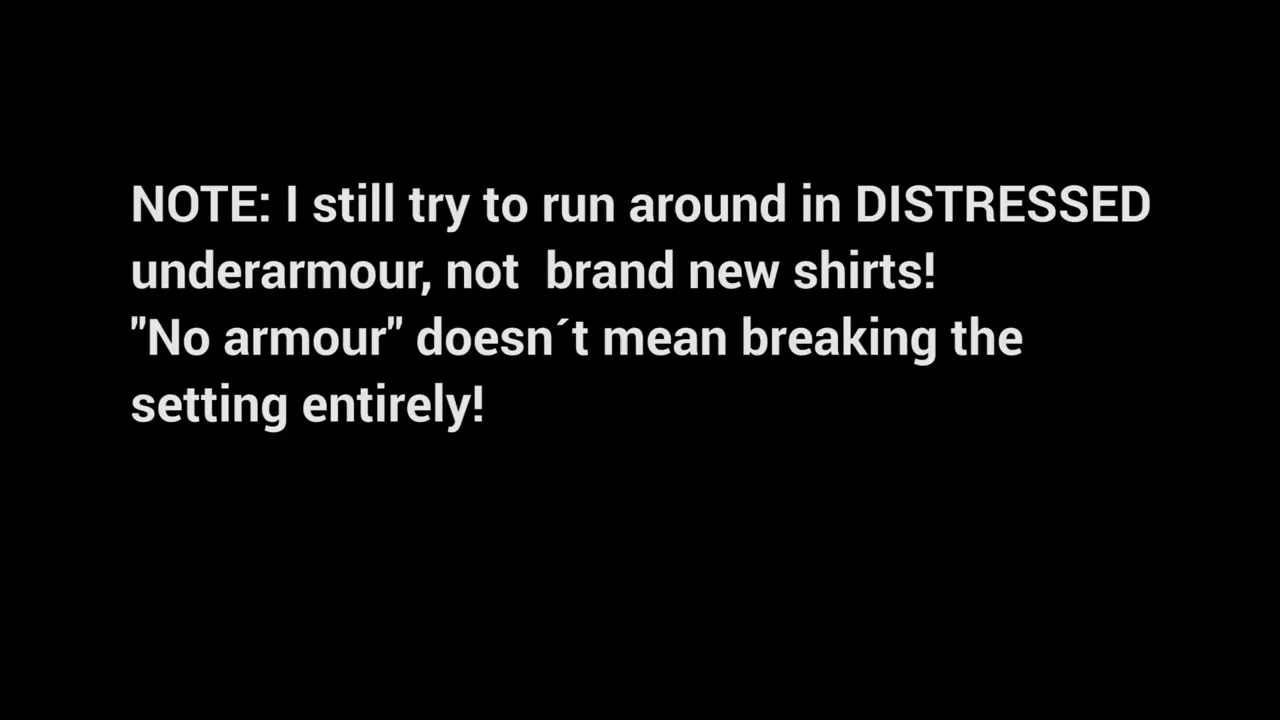 NOTE: I still try to run around in DISTRESSED
underarmour, not  brand new shirts!
"No armour" doesn´t mean breaking the
setting entirely!